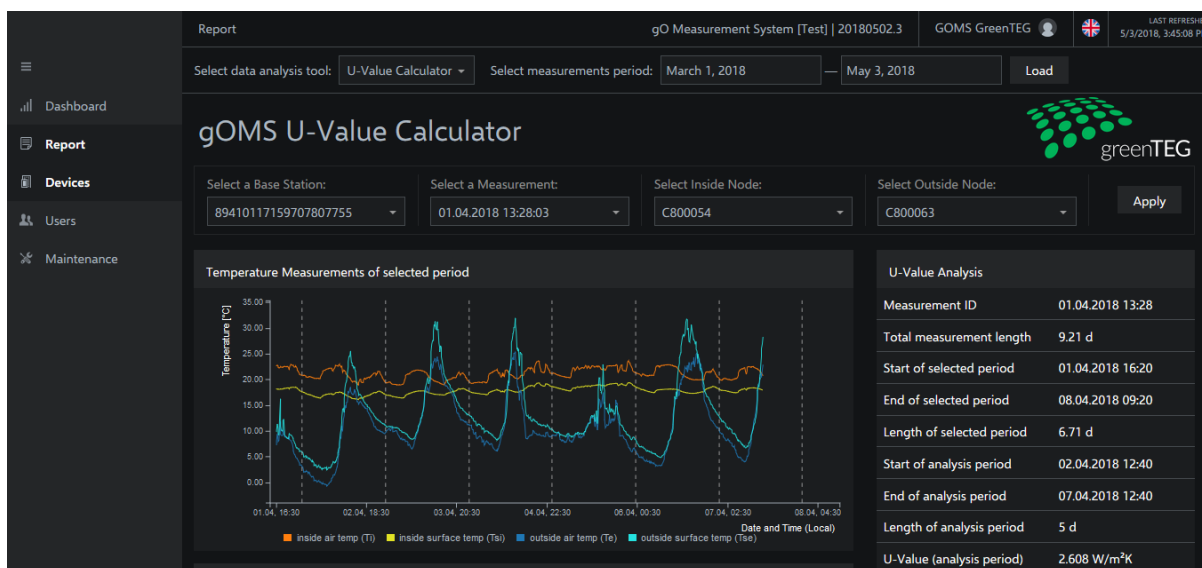 Report
gO Measurement System [Test] | 20180502.3
GOMS GreenTEG
LAST REFRESHE
5/3/2018, 3:45:08 P
Select data analysis tool: U-Value Calculator Select measurements period: March 1, 2018 — May 3, 2018 Load
Dashboard
Report
Devices
Users
Maintenance
gOMS U-Value Calculator
greenTEG
Select a Base Station: Select a Measurement: Select Inside Node: Select Outside Node:
89410117159707807755 01.04.2018 13:28:03 C800054 C800063 Apply
Temperature Measurements of selected period
Temperature [°C]
35.00
30.00
25.00
20.00
15.00
10.00
5.00
0.00
01.04, 16:30 02.04, 18:30 03.04, 20:30 04.04, 22:30 06.04, 00:30 07.04, 02:30 08.04, 04:30
Date and Time (Local)
inside air temp (Ti) inside surface temp (Tsi) outside air temp (Te) outside surface temp (Tse)
U-Value Analysis
Measurement ID 01.04.2018 13:28
Total measurement length 9.21 d
Start of selected period 01.04.2018 16:20
End of selected period 08.04.2018 09:20
Length of selected period 6.71 d
Start of analysis period 02.04.2018 12:40
End of analysis period 07.04.2018 12:40
Length of analysis period 5 d
U-Value (analysis period) 2.608 W/m²K